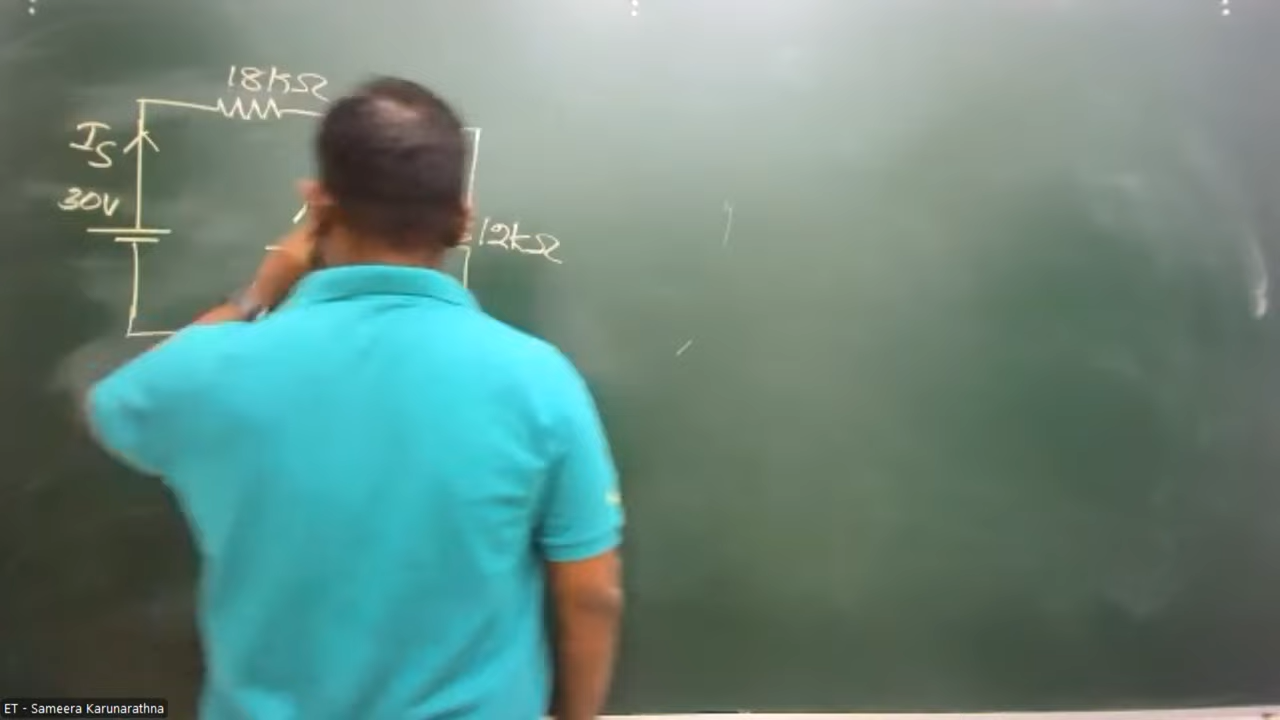 18KΩ
IS
30V
12kΩ
ET - Sameera Karunarathna